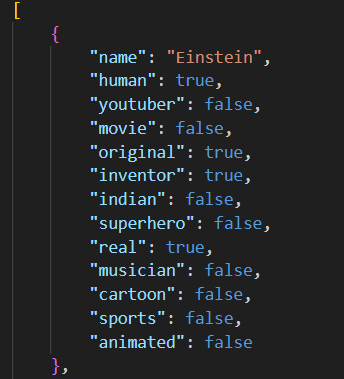 [
{
"name": "Einstein",
"human": true,
"youtuber": false,
"movie": false,
"original": true,
"inventor": true,
"indian": false,
"superhero": false,
"real": true,
"musician": false,
"cartoon": false,
"sports": false,
"animated": false
},